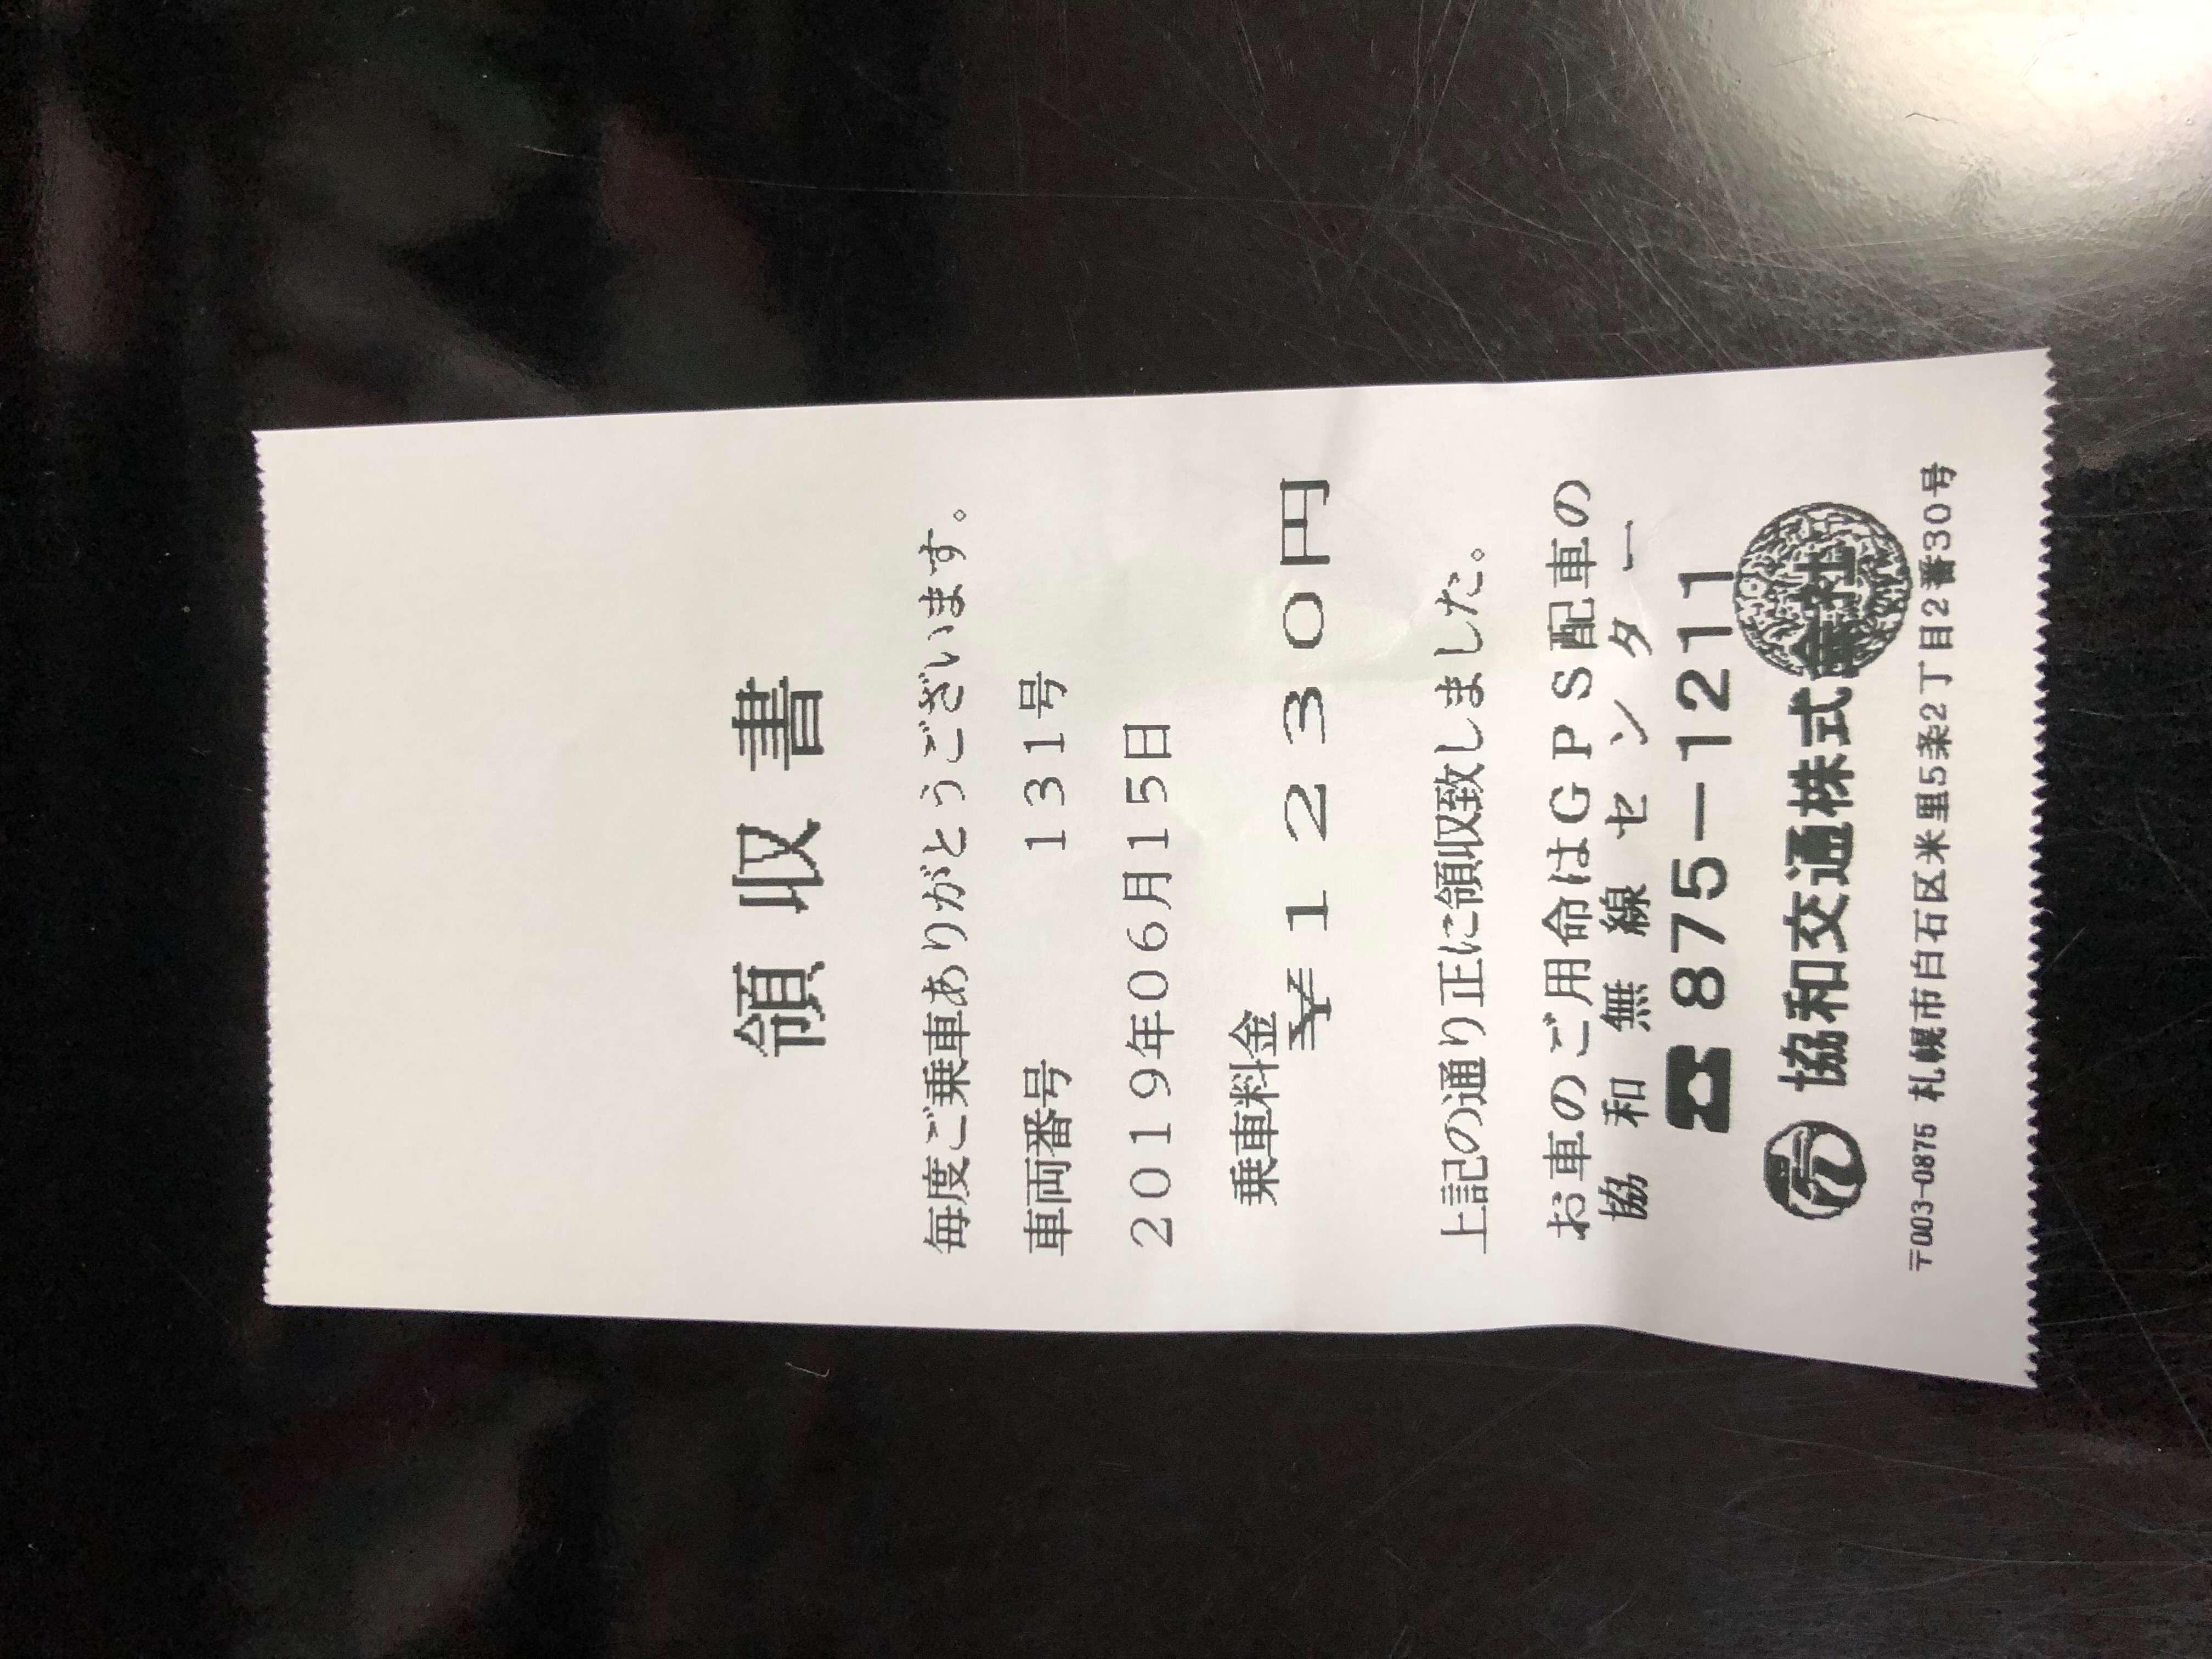 領収書
毎度ご乗車ありがとうございます。
車両番号 131号
2019年06月15日
乗車料金
¥1230円
上記の通り正に領収致しました。
お車のご用命はGPS配車の
協和無線センター
☎875-1211
協和交通株式会社
〒003-0875 札幌市白石区米里5条2丁目2番30号